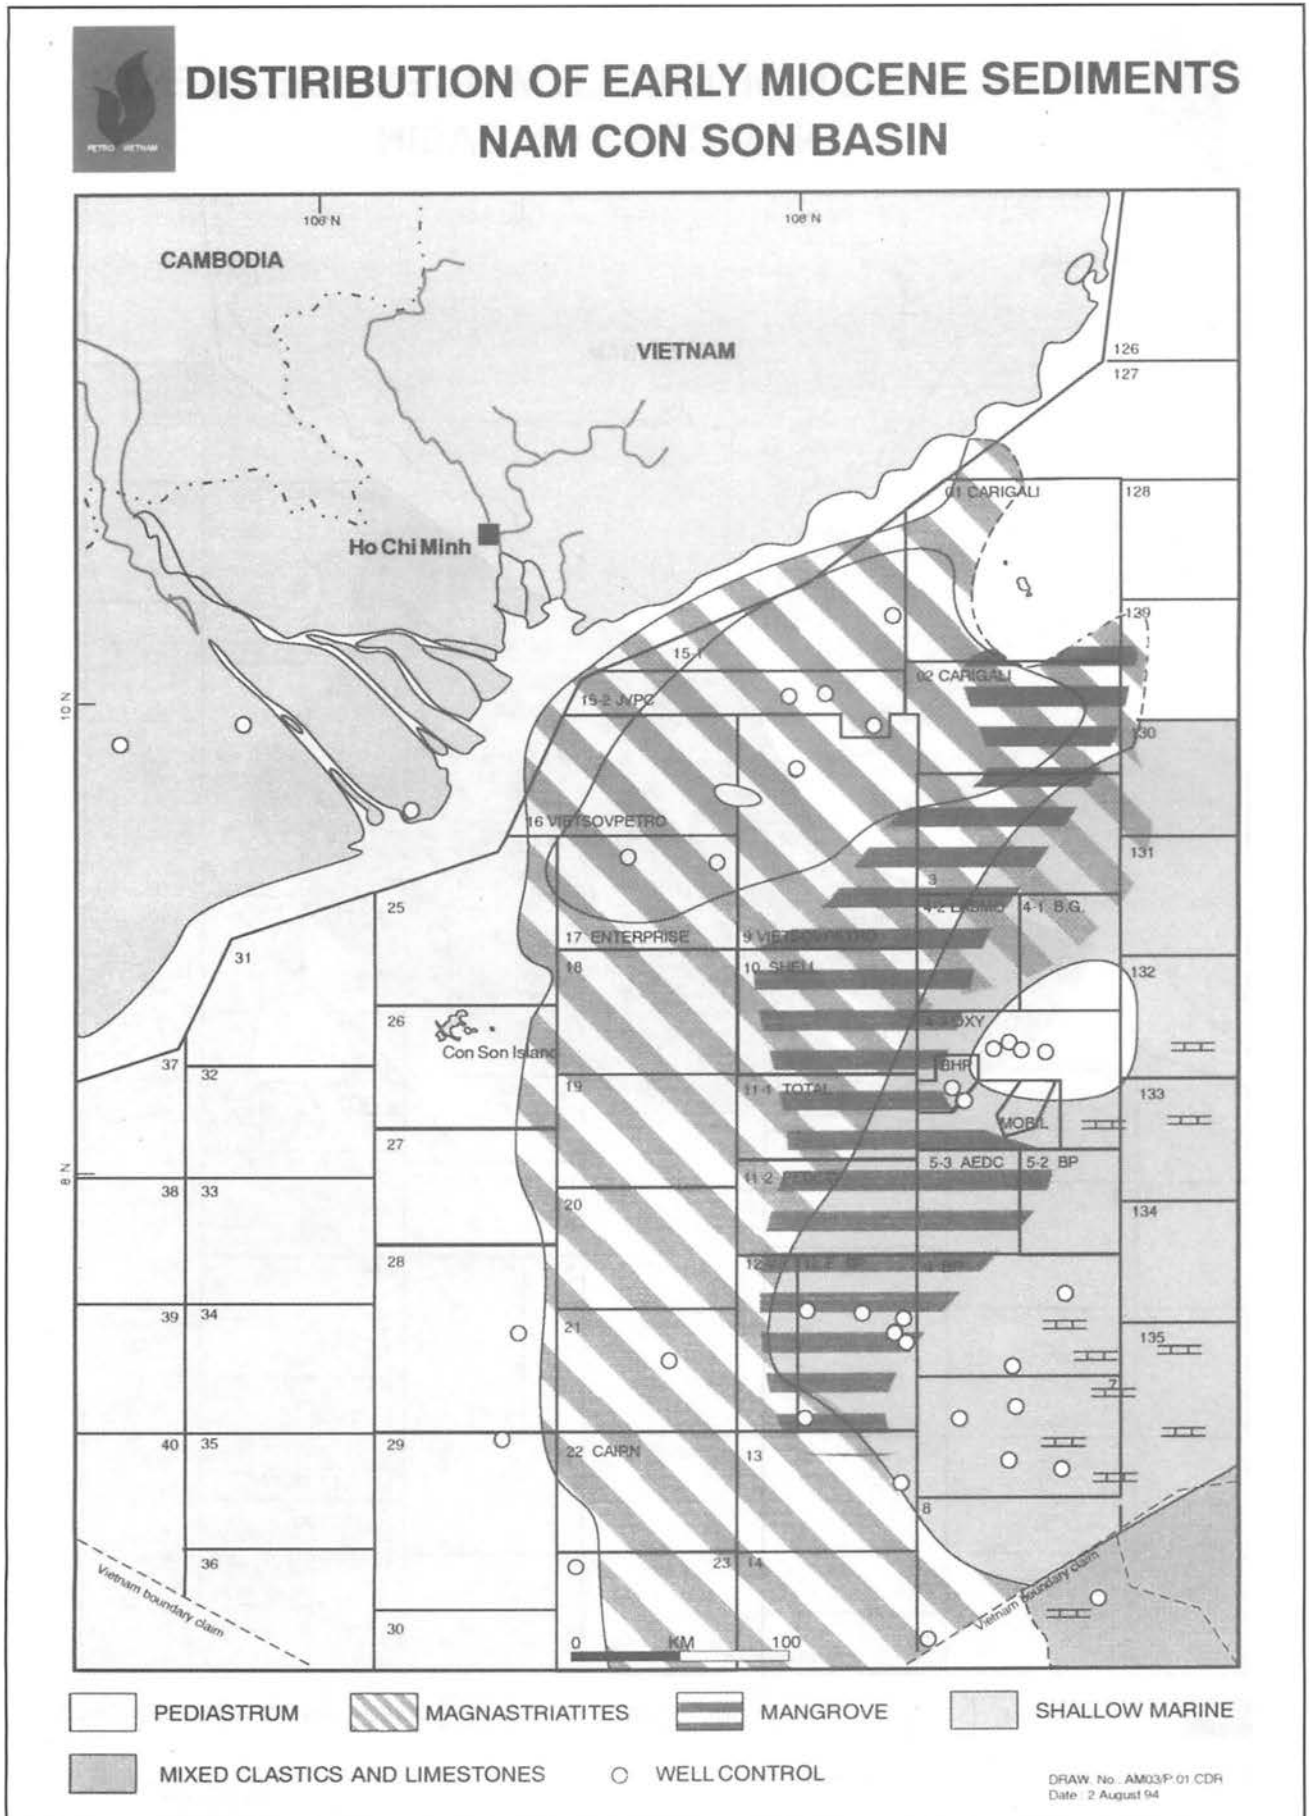 PETRO VIETNAM
DISTIRIBUTION OF EARLY MIOCENE SEDIMENTS
NAM CON SON BASIN
106 N
108 N
CAMBODIA
VIETNAM
126
127
01 CARIGALI
128
Ho Chi Minh
139
15-1
02 CARIGALI
15-2 JVPC
10 N
130
16 VIETSOVPETRO
131
3
25
4-1 B.G.
17 ENTERPRISE
9 VIETSOVPETRO
31
18
10 SHELL
132
26
OXY
Con Son Island
37
32
BHP
19
11-1 TOTAL
133
MOBIL
27
5-3 AEDC
5-2 BP
8 N
38
33
11-2
20
134
28
39
34
21
135
7
40
35
29
22 CAIRN
13
8
36
23
14
Vietnam boundary claim
Vietnam boundary claim
30
0 KM 100
PEDIASTRUM
MAGNASTRIATITES
MANGROVE
SHALLOW MARINE
MIXED CLASTICS AND LIMESTONES
WELL CONTROL
DRAW. No.: AM03/P.01.CDR
Date : 2 August 94